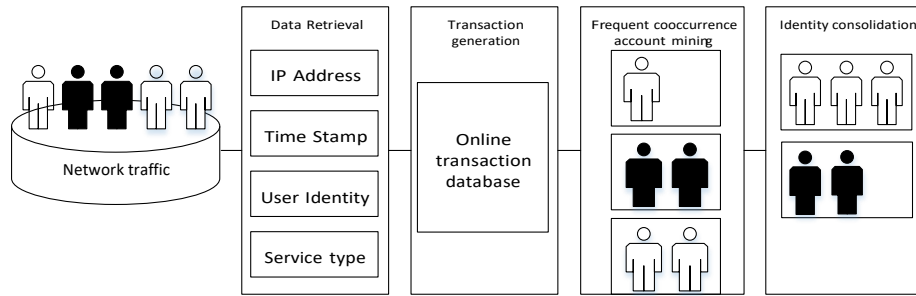 Data Retrieval
IP Address
Time Stamp
User Identity
Service type
Transaction
generation
Online
transaction
database
Frequent cooccurrence
account mining
Identity consolidation
Network traffic